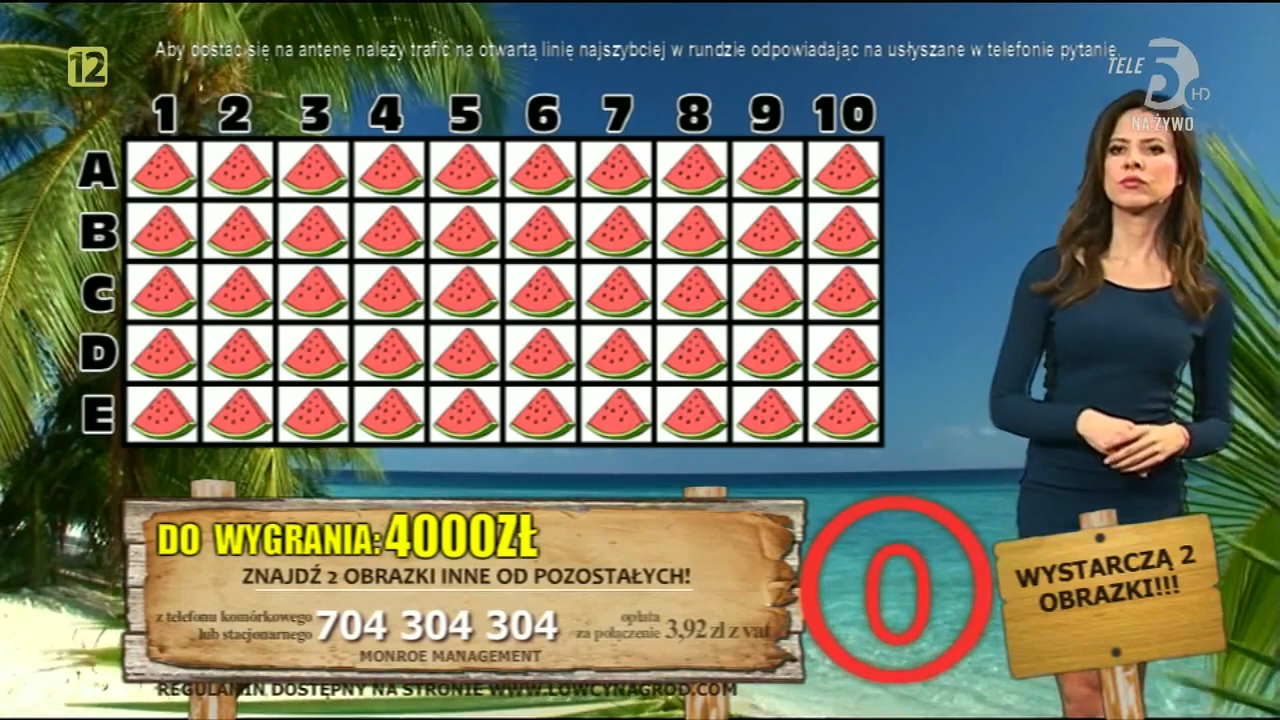 Aby dostać się na antenę należy trafić na otwartą linię najszybciej w rundzie odpowiadając na usłyszane w telefonie pytanie.
12
TELE 5 HD
NA ŻYWO
1 2 3 4 5 6 7 8 9 10
A
B
C
D
E
DO WYGRANIA: 4000ZŁ
ZNAJDŹ 2 OBRAZKI INNE OD POZOSTAŁYCH!
z telefonu komórkowego
lub stacjonarnego
704 304 304
opłata
za połączenie 3,92 zł z vat
MONROE MANAGEMENT
REGULAMIN DOSTĘPNY NA STRONIE WWW.LOWCYNAGROD.COM
0
WYSTARCZĄ 2
OBRAZKI!!!